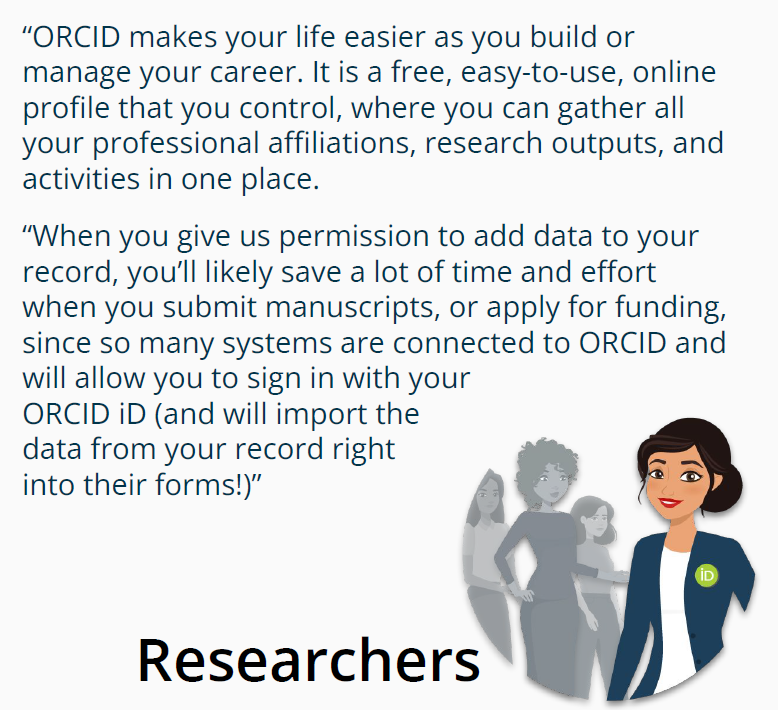 “ORCID makes your life easier as you build or
manage your career. It is a free, easy-to-use, online
profile that you control, where you can gather all
your professional affiliations, research outputs, and
activities in one place.
“When you give us permission to add data to your
record, you’ll likely save a lot of time and effort
when you submit manuscripts, or apply for funding,
since so many systems are connected to ORCID and
will allow you to sign in with your
ORCID iD (and will import the
data from your record right
into their forms!)”
iD
Researchers